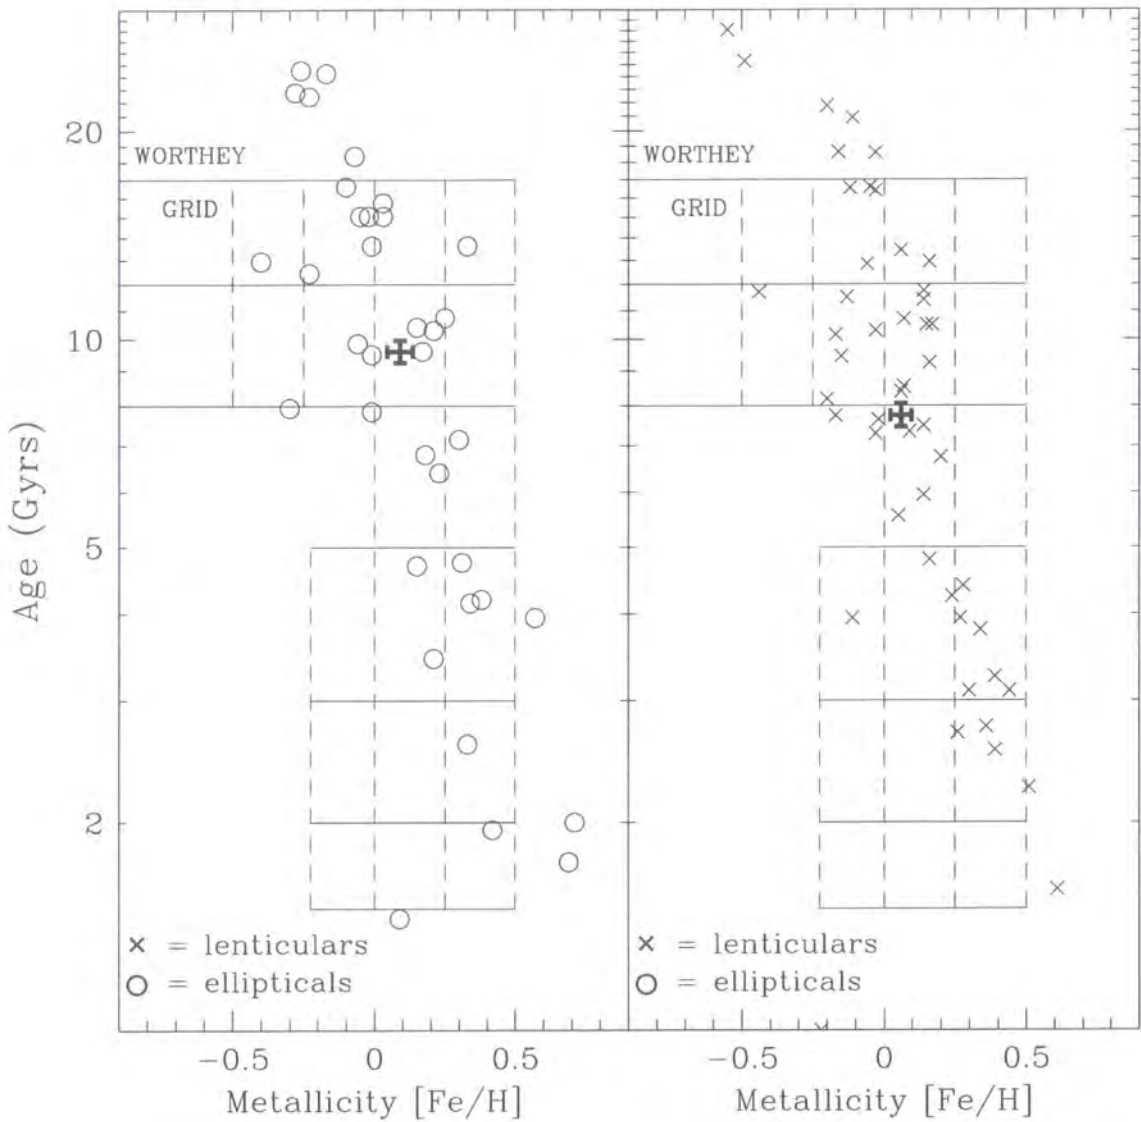 20
10
5
2
Age (Gyrs)
WORTHEY
GRID
× = lenticulars
○ = ellipticals
−0.5 0 0.5
Metallicity [Fe/H]
WORTHEY
GRID
× = lenticulars
○ = ellipticals
−0.5 0 0.5
Metallicity [Fe/H]